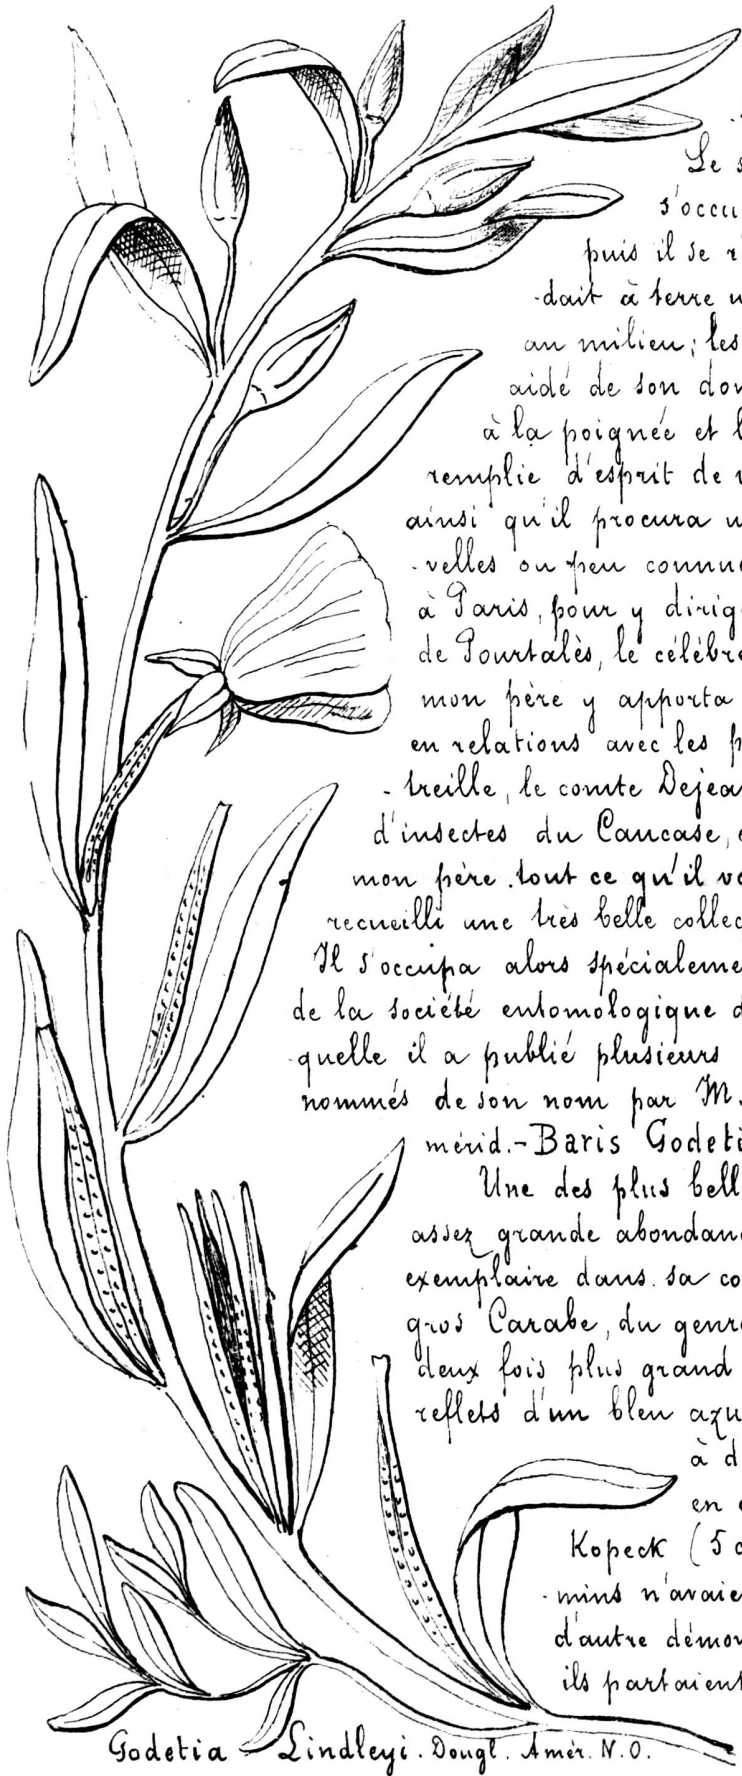 Le s
s'occu
puis il se r
-dait à terre u
au milieu; les
aidé de son dom
à la poignée et l
remplie d'esprit de v
ainsi qu'il procura u
-velles ou peu connue
à Paris, pour y dirig
de Pourtalès, le célèbre
mon père y apporta
en relations avec les p
-treille, le comte Dejea
d'insectes du Caucase, e
mon père tout ce qu'il vo
recueilli une très belle collec
Il s'occupa alors spécialeme
de la société entomologique d
-quelle il a publié plusieurs
nommés de son nom par M.
mérid.- Baris Godeti
Une des plus bell
assez grande abondan
exemplaire dans sa co
gros Carabe, du genre
deux fois plus grand
reflets d'un bleu azu
à d
en
Kopeck (5 c
-mins n'avaie
d'autre démon
ils partaient
Godetia Lindleyi. Dougl. Amér. N.O.